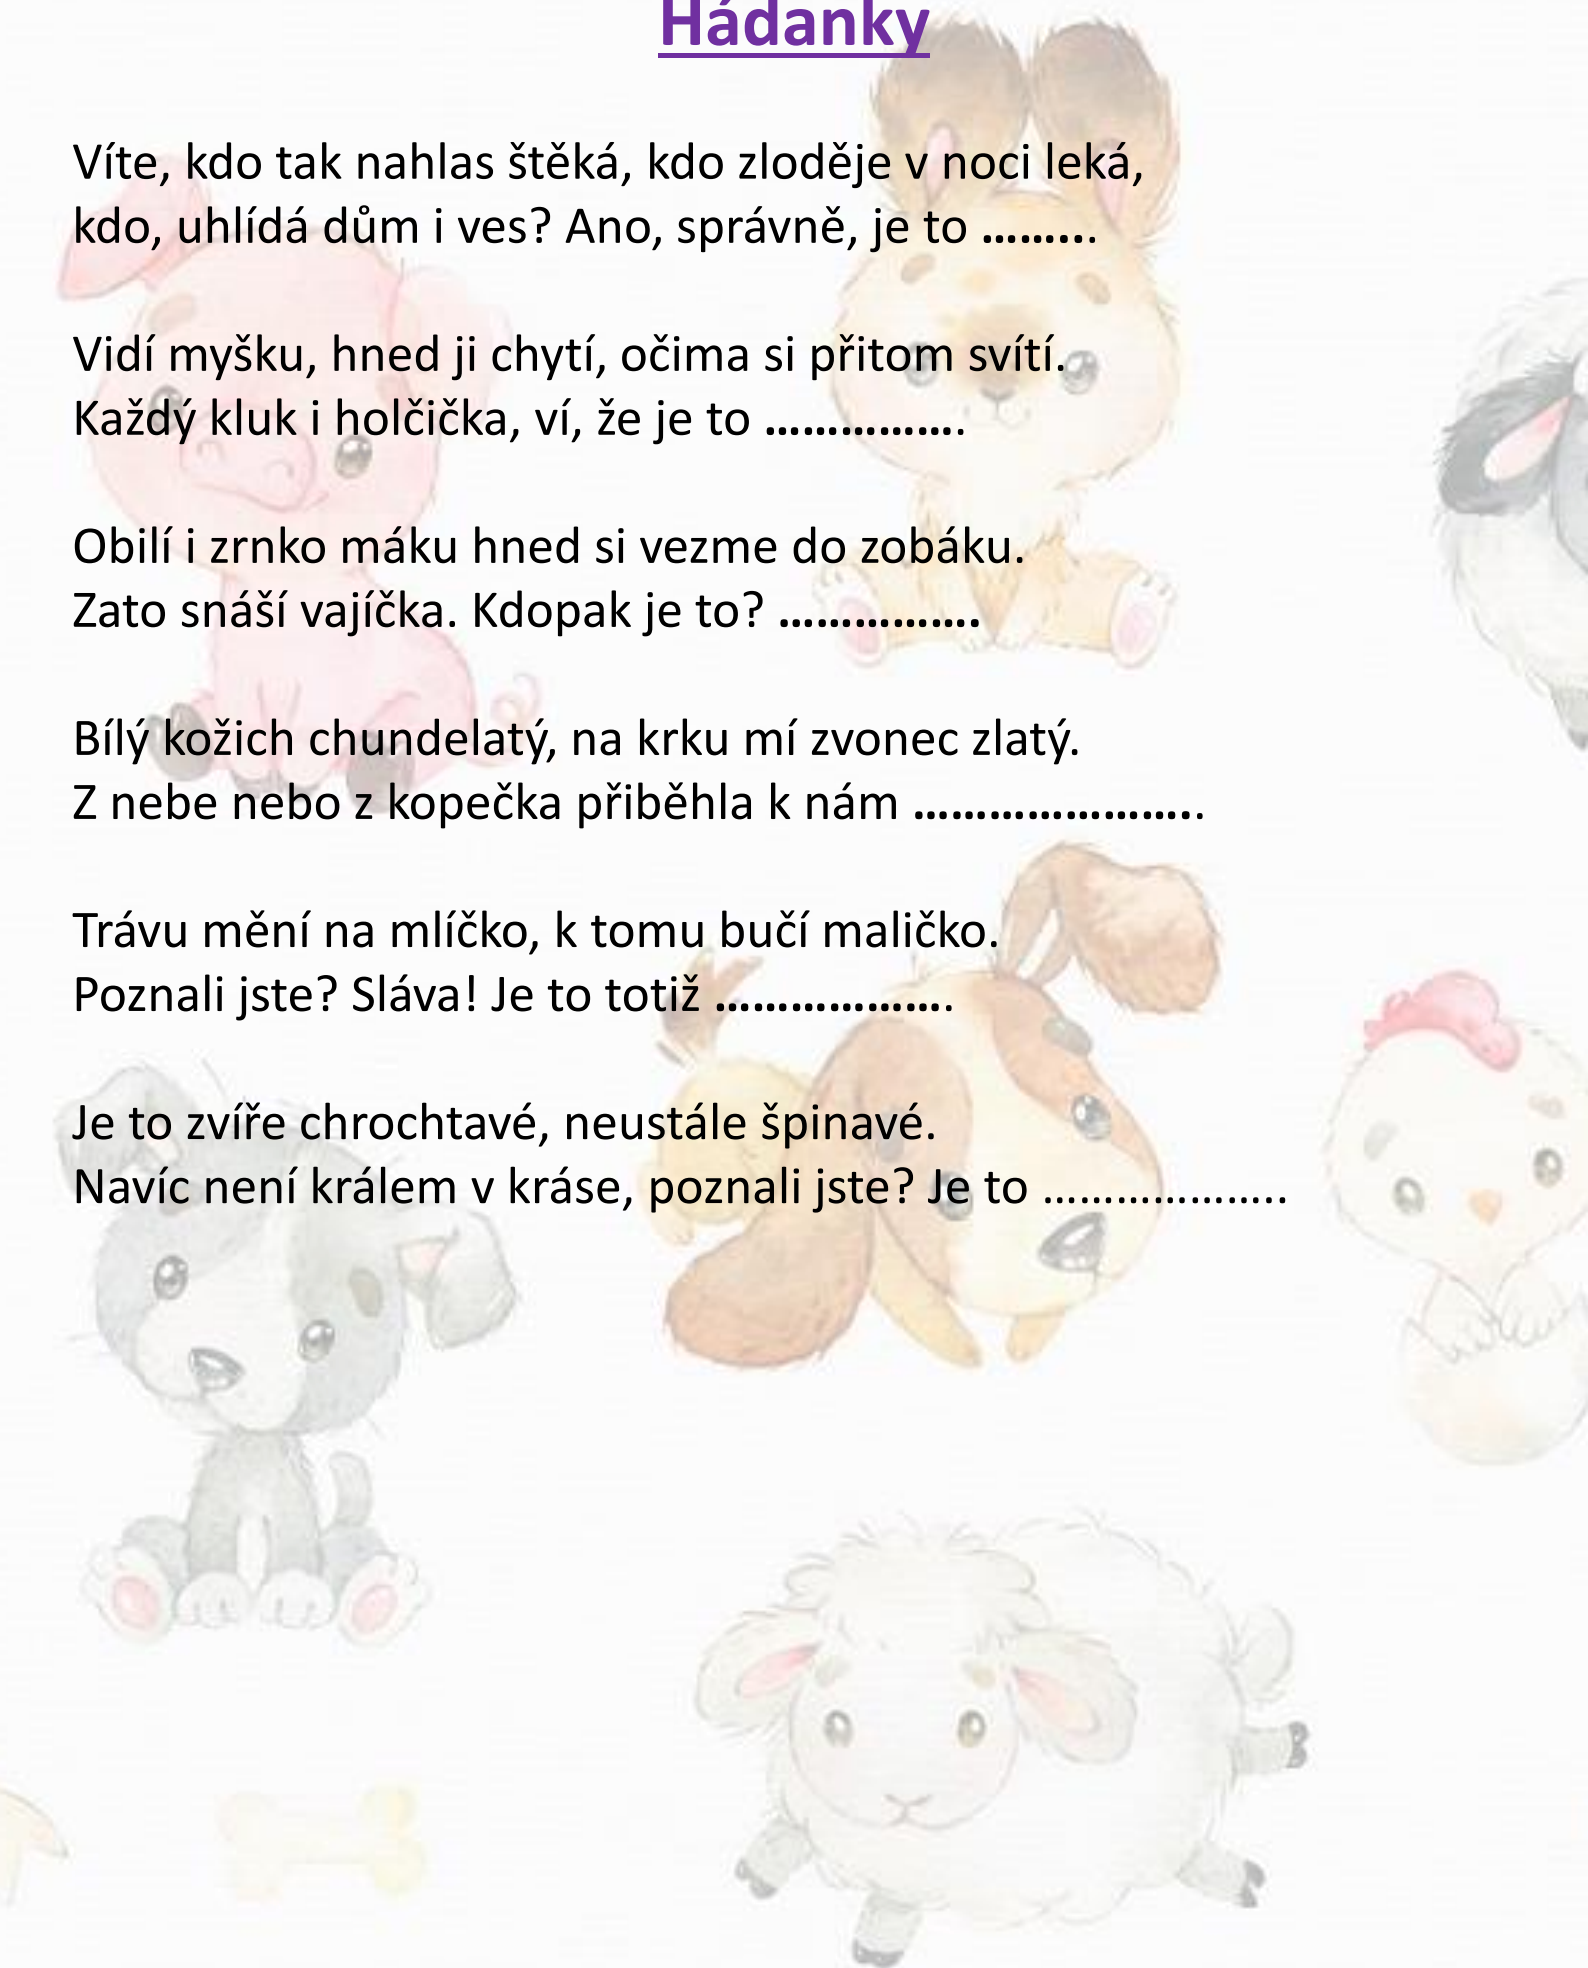 Hádanky
Víte, kdo tak nahlas štěká, kdo zloděje v noci leká,
kdo, uhlídá dům i ves? Ano, správně, je to ……...
Vidí myšku, hned ji chytí, očima si přitom svítí.
Každý kluk i holčička, ví, že je to …………….
Obilí i zrnko máku hned si vezme do zobáku.
Zato snáší vajíčka. Kdopak je to? …………….
Bílý kožich chundelatý, na krku mí zvonec zlatý.
Z nebe nebo z kopečka přiběhla k nám …………………..
Trávu mění na mlíčko, k tomu bučí maličko.
Poznali jste? Sláva! Je to totiž ……………….
Je to zvíře chrochtavé, neustále špinavé.
Navíc není králem v kráse, poznali jste? Je to ………………..